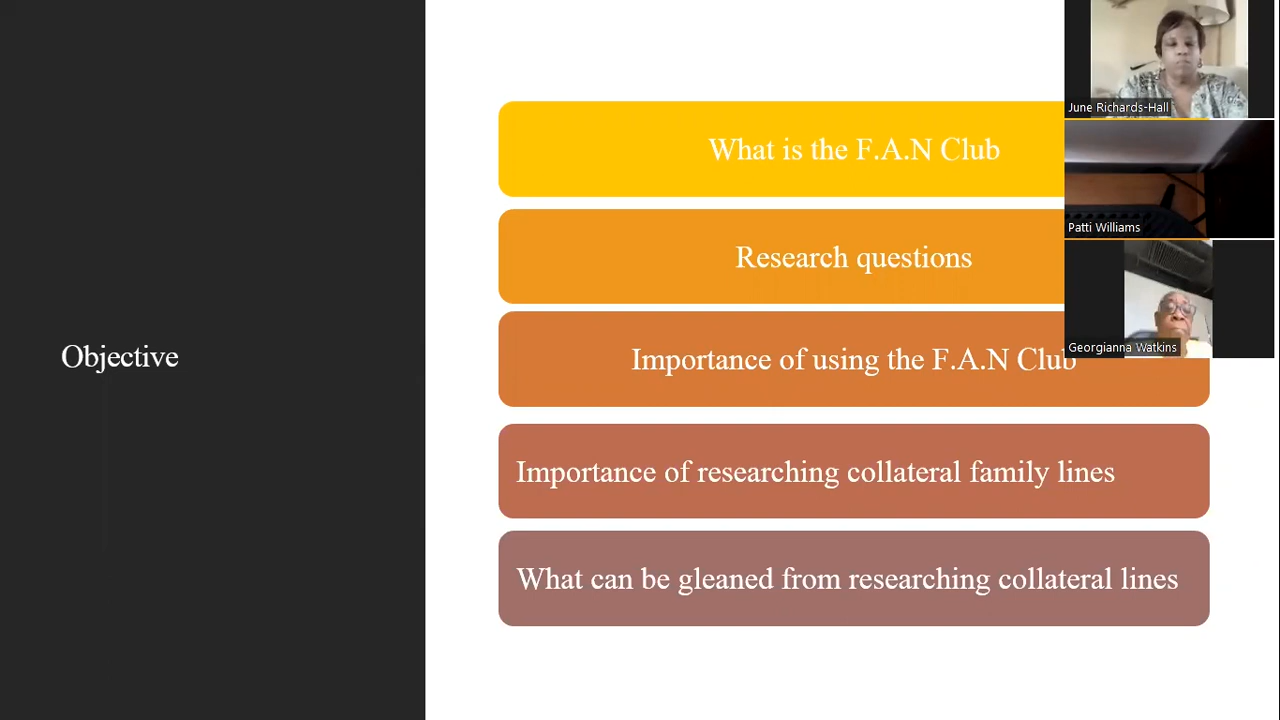 Objective
What is the F.A.N Club
Research questions
Importance of using the F.A.N Club
Importance of researching collateral family lines
What can be gleaned from researching collateral lines
June Richards-Hall
Patti Williams
Georgianna Watkins